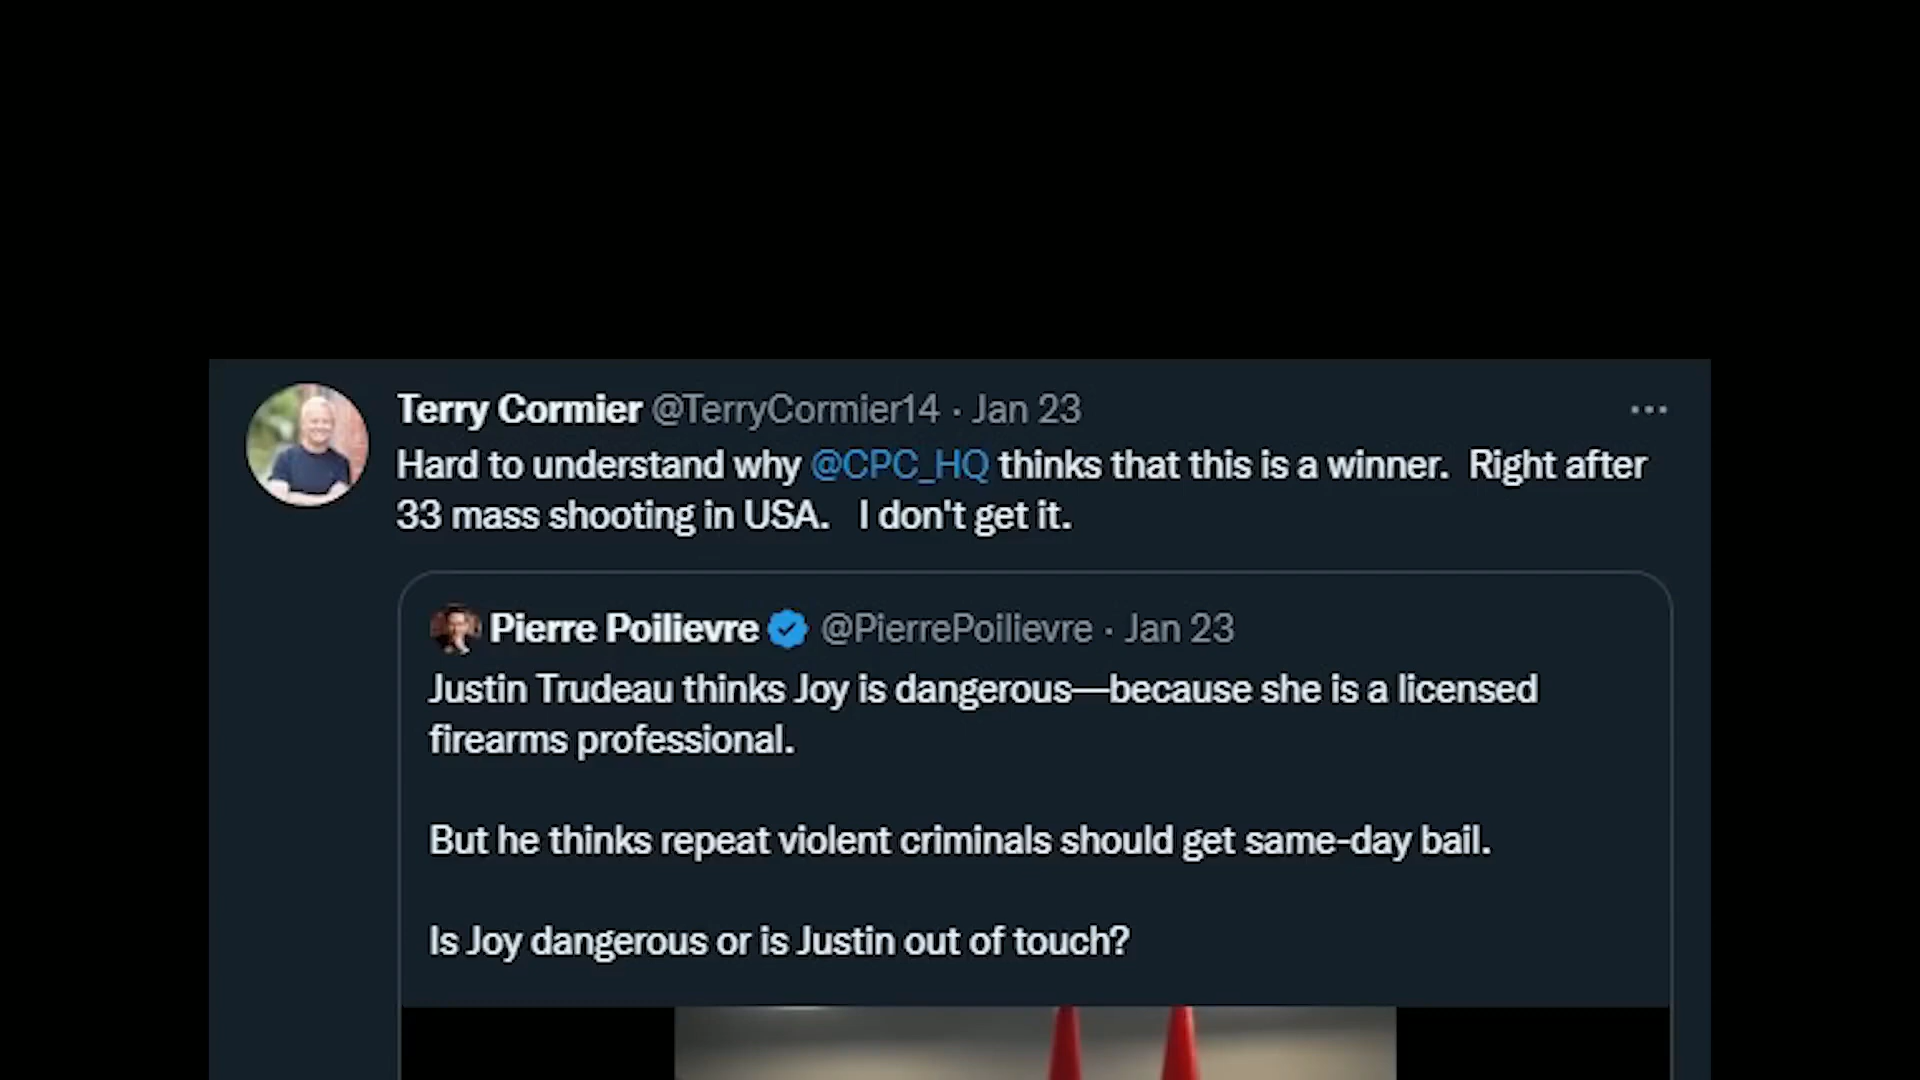 Terry Cormier @TerryCormier14 · Jan 23
Hard to understand why @CPC_HQ thinks that this is a winner.  Right after
33 mass shooting in USA.   I don't get it.
Pierre Poilievre @PierrePoilievre · Jan 23
Justin Trudeau thinks Joy is dangerous—because she is a licensed
firearms professional.
But he thinks repeat violent criminals should get same-day bail.
Is Joy dangerous or is Justin out of touch?